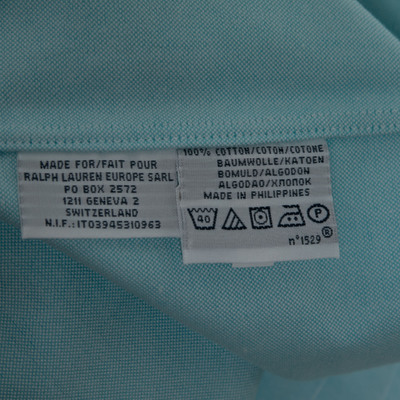 MADE FOR/FAIT POUR
RALPH LAUREN EUROPE SARL
PO BOX 2572
1211 GENEVA 2
SWITZERLAND
N.I.F.:IT03945310963
100% COTTON/COTON/COTONE
BAUMWOLLE/KATOEN
BOMULD/ALGODON
ALGODAO/ХЛОПОК
MADE IN PHILIPPINES
40 P
n°1529 ®